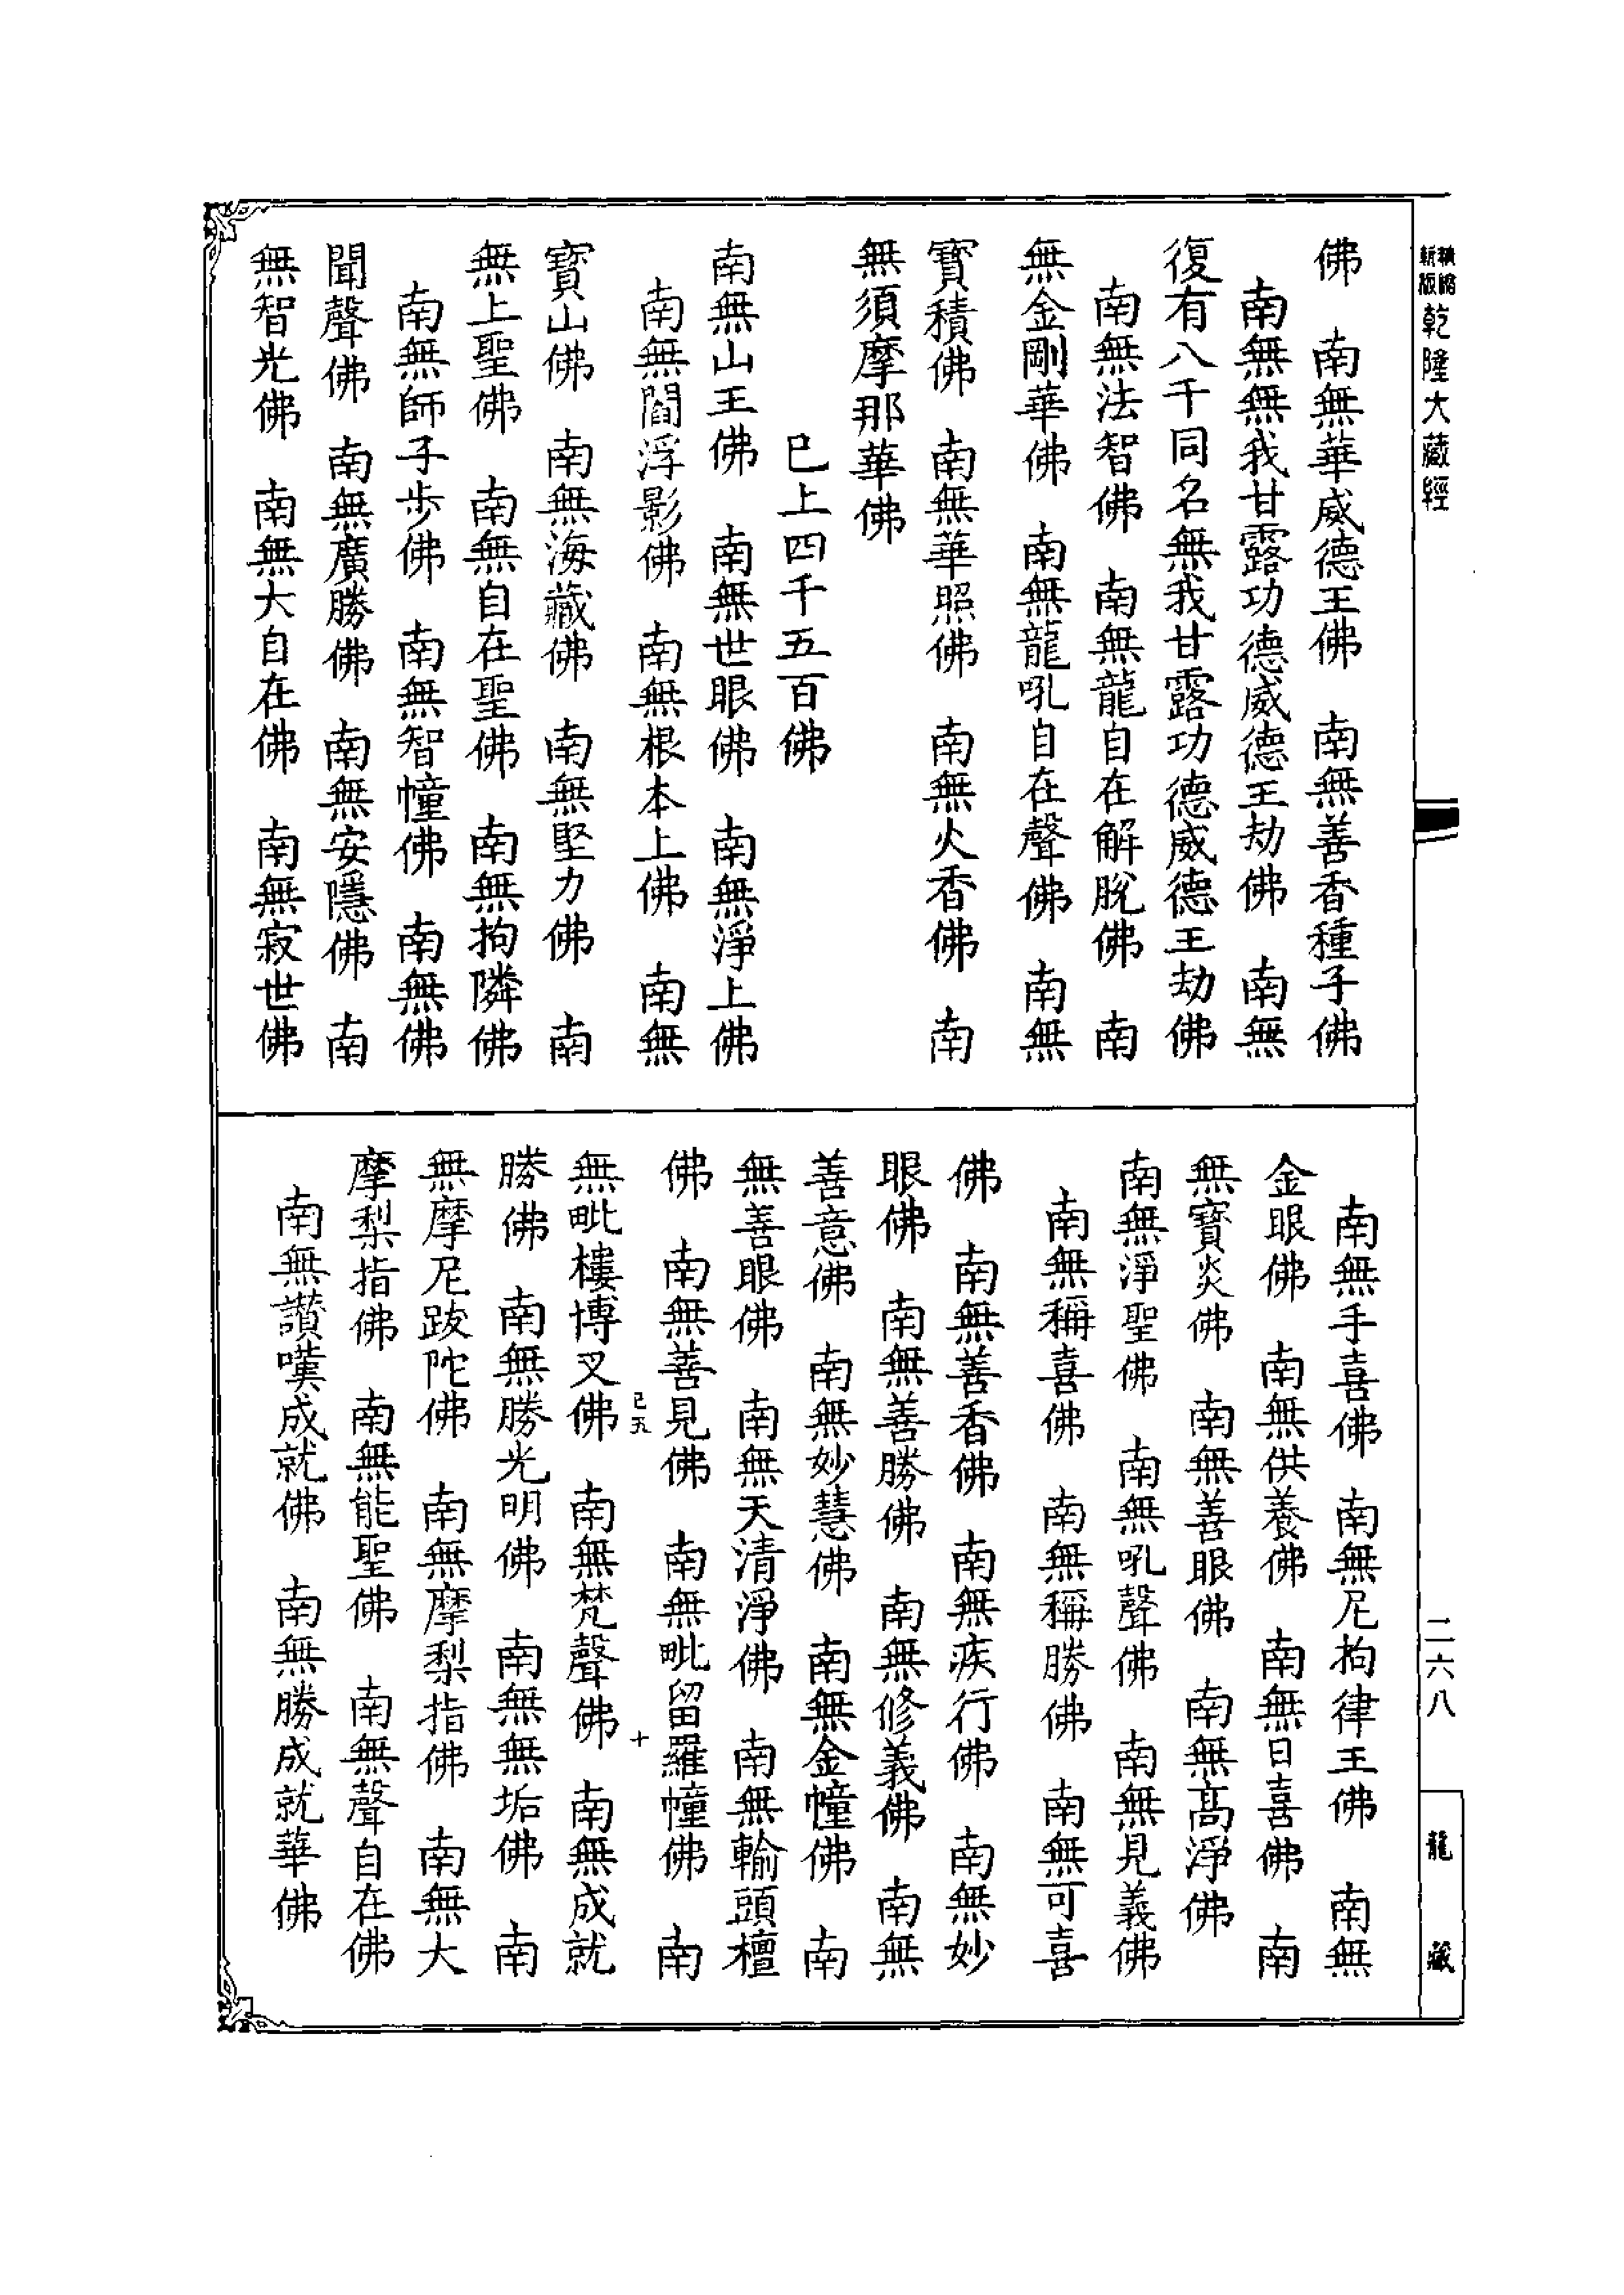 乾隆大藏經
佛　南無華威德王佛　南無善香種子佛
南無無我甘露功德威德王劫佛　南無
復有八千同名無我甘露功德威德王劫佛
南無法智佛　南無龍自在解脫佛　南
無金剛華佛　南無龍吼自在聲佛　南無
寶積佛　南無華照佛　南無火香佛　南
無須摩那華佛
已上四千五百佛
南無山王佛　南無世眼佛　南無淨上佛
南無閻浮影佛　南無根本上佛　南無
寶山佛　南無海藏佛　南無堅力佛　南
無上聖佛　南無自在聖佛　南無拘隣佛
南無師子步佛　南無智幢佛　南無佛
聞聲佛　南無廣勝佛　南無安隱佛　南
無智光佛　南無大自在佛　南無寂世佛
南無手喜佛　南無尼拘律王佛　南無
金眼佛　南無供養佛　南無日喜佛　南
無寶炎佛　南無善眼佛　南無高淨佛
南無淨聖佛　南無吼聲佛　南無見義佛
南無稱喜佛　南無稱勝佛　南無可喜
佛　南無善香佛　南無疾行佛　南無妙
眼佛　南無善勝佛　南無修義佛　南無
善意佛　南無妙慧佛　南無金幢佛　南
無善眼佛　南無天清淨佛　南無輸頭檀
佛　南無善見佛　南無毗留羅幢佛　南
已五　十
無毗樓博叉佛　南無梵聲佛　南無成就
勝佛　南無勝光明佛　南無無垢佛　南
無摩尼跋陀佛　南無摩梨指佛　南無大
摩梨指佛　南無能聖佛　南無聲自在佛
南無讚嘆成就佛　南無勝成就華佛
二六八
龍藏